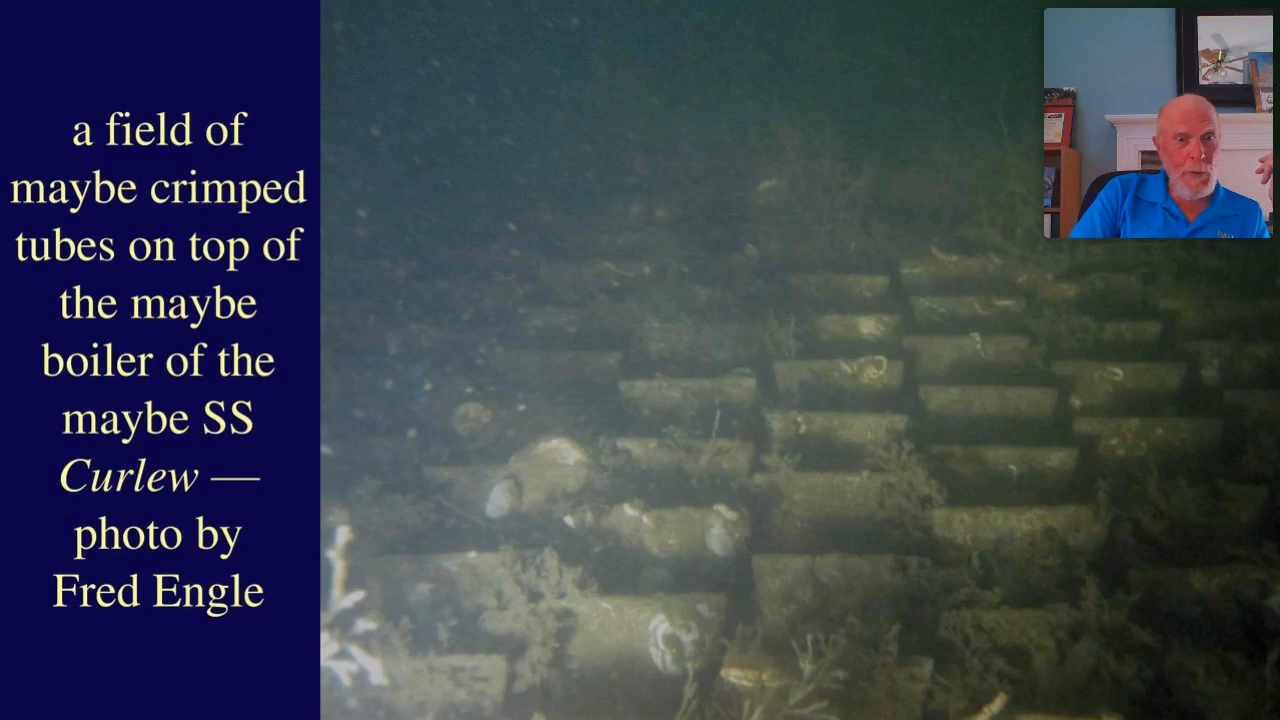 a field of
maybe crimped
tubes on top of
the maybe
boiler of the
maybe SS
Curlew —
photo by
Fred Engle